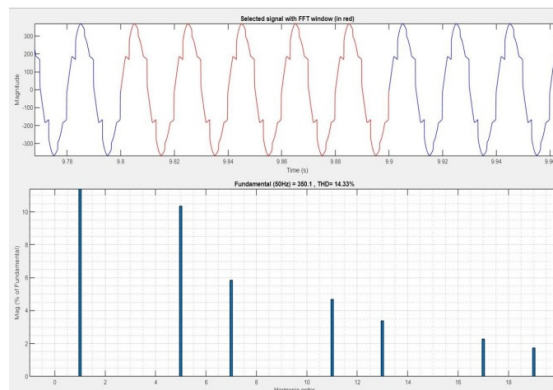 Selected signal with FFT window (in red)
300
200
100
0
-100
-200
-300
Magnitude
9.78 9.8 9.82 9.84 9.86 9.88 9.9 9.92 9.94 9.96
Time (s)
Fundamental (50Hz) = 350.1 , THD= 14.33%
10
8
6
4
2
0
Mag (% of Fundamental)
0 2 4 6 8 10 12 14 16 18
Harmonic order